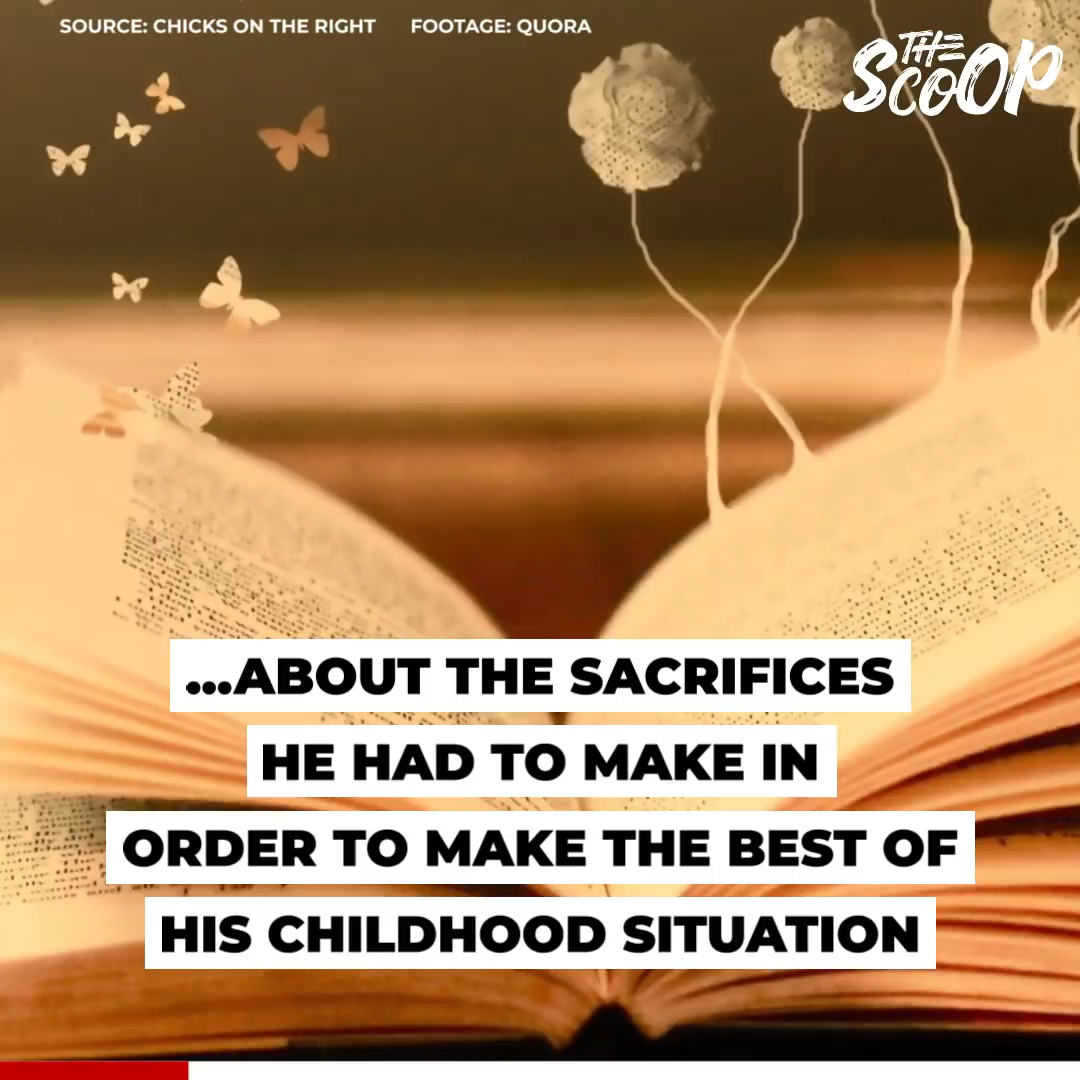 SOURCE: CHICKS ON THE RIGHT FOOTAGE: QUORA
THE
SCOOP
...ABOUT THE SACRIFICES
HE HAD TO MAKE IN
ORDER TO MAKE THE BEST OF
HIS CHILDHOOD SITUATION